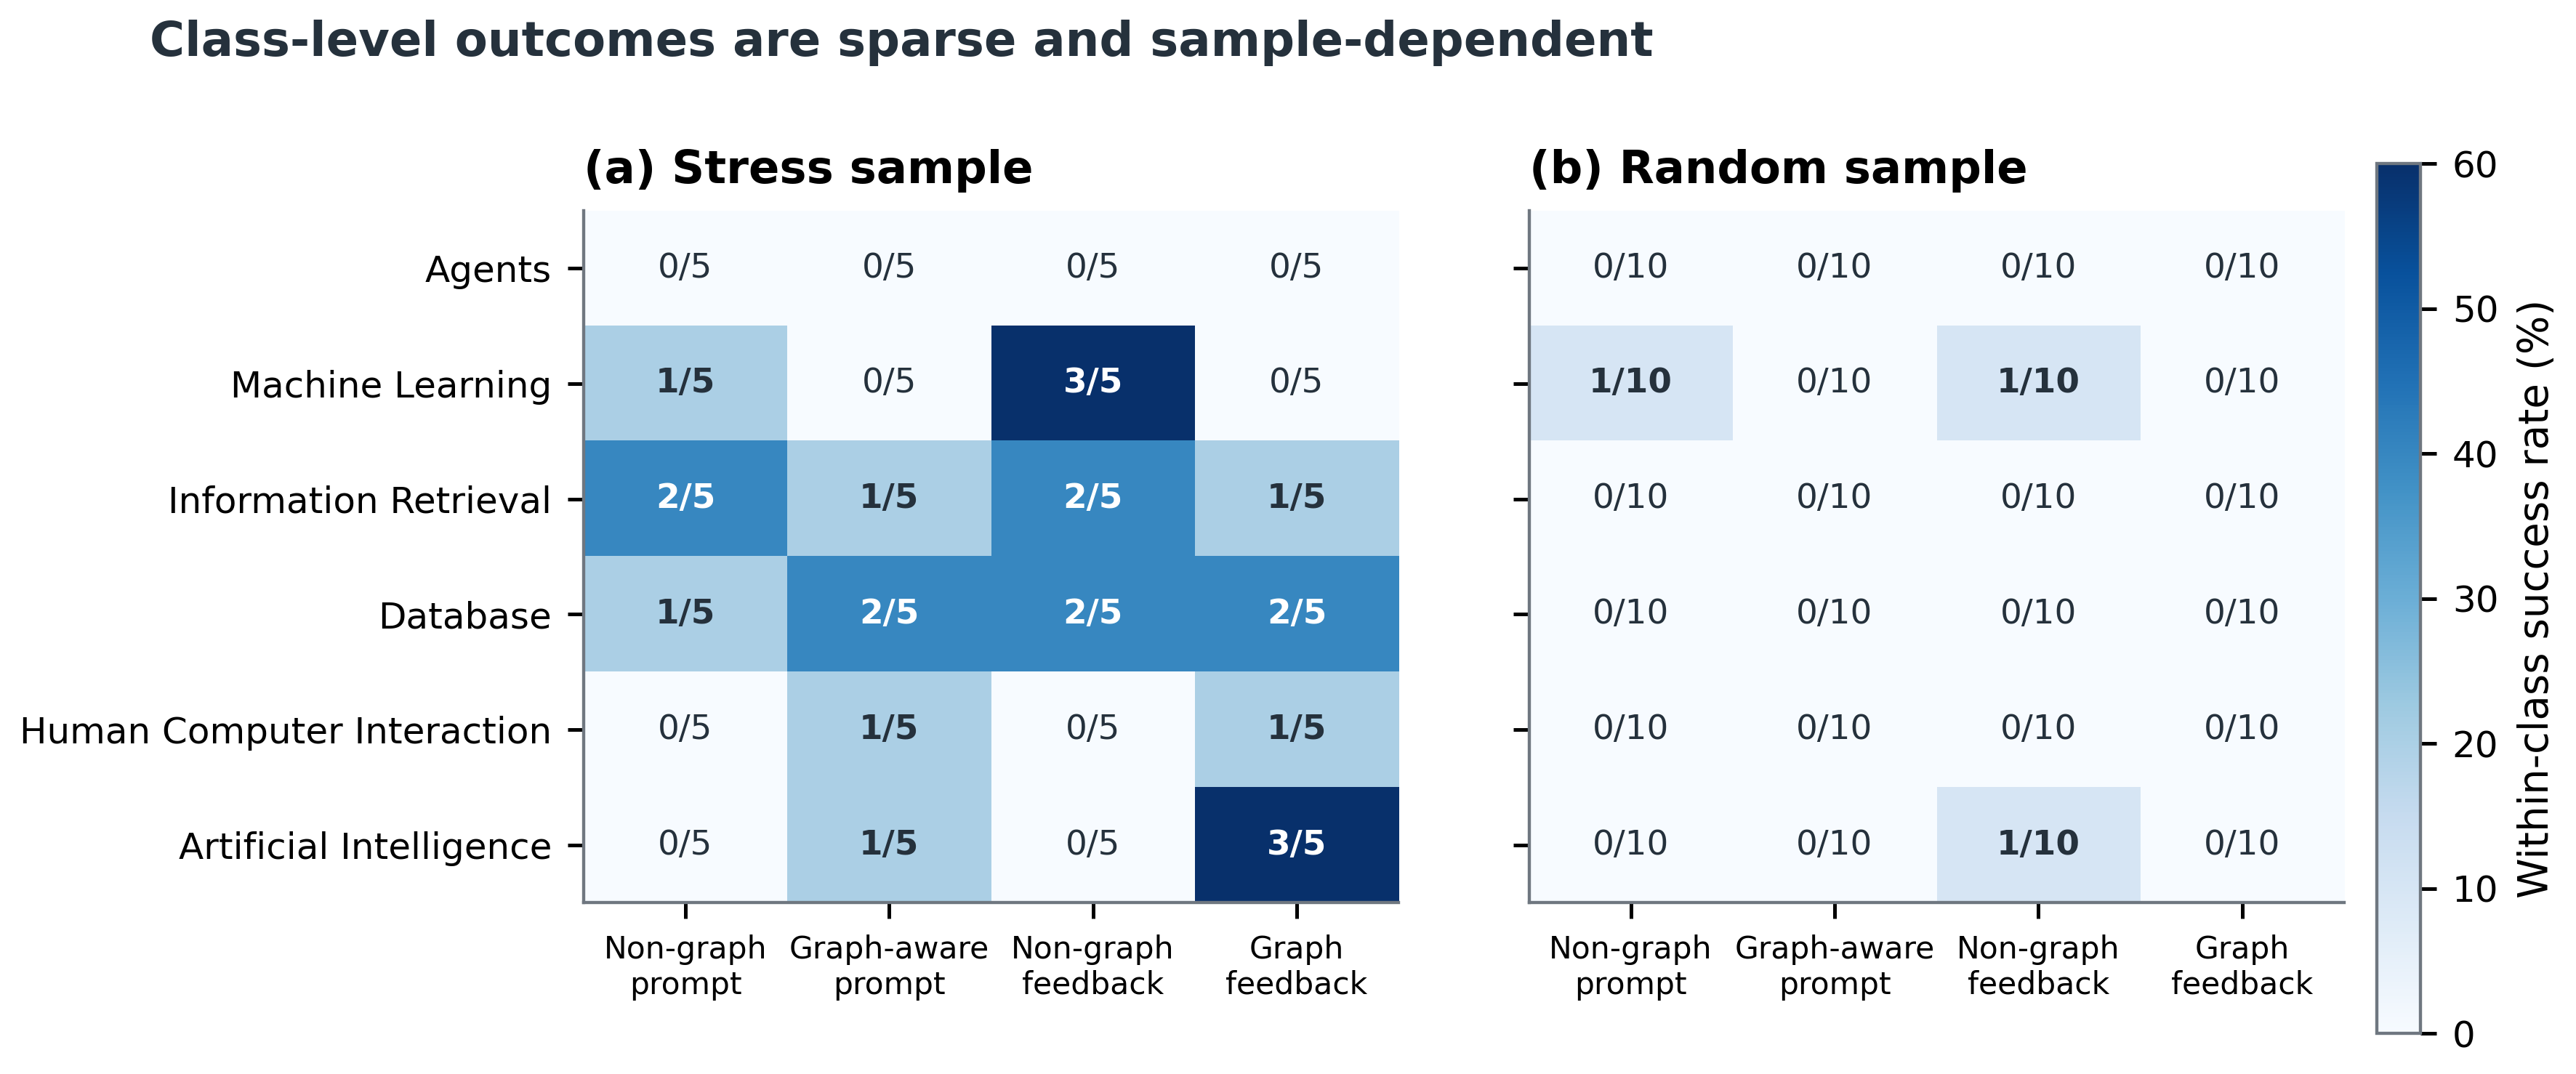 Class-level outcomes are sparse and sample-dependent
(a) Stress sample
Agents 0/5 0/5 0/5 0/5
Machine Learning 1/5 0/5 3/5 0/5
Information Retrieval 2/5 1/5 2/5 1/5
Database 1/5 2/5 2/5 2/5
Human Computer Interaction 0/5 1/5 0/5 1/5
Artificial Intelligence 0/5 1/5 0/5 3/5
Non-graph prompt
Graph-aware prompt
Non-graph feedback
Graph feedback
(b) Random sample
0/10 0/10 0/10 0/10
1/10 0/10 1/10 0/10
0/10 0/10 0/10 0/10
0/10 0/10 0/10 0/10
0/10 0/10 0/10 0/10
0/10 0/10 1/10 0/10
Non-graph prompt
Graph-aware prompt
Non-graph feedback
Graph feedback
60
50
40
30
20
10
0
Within-class success rate (%)